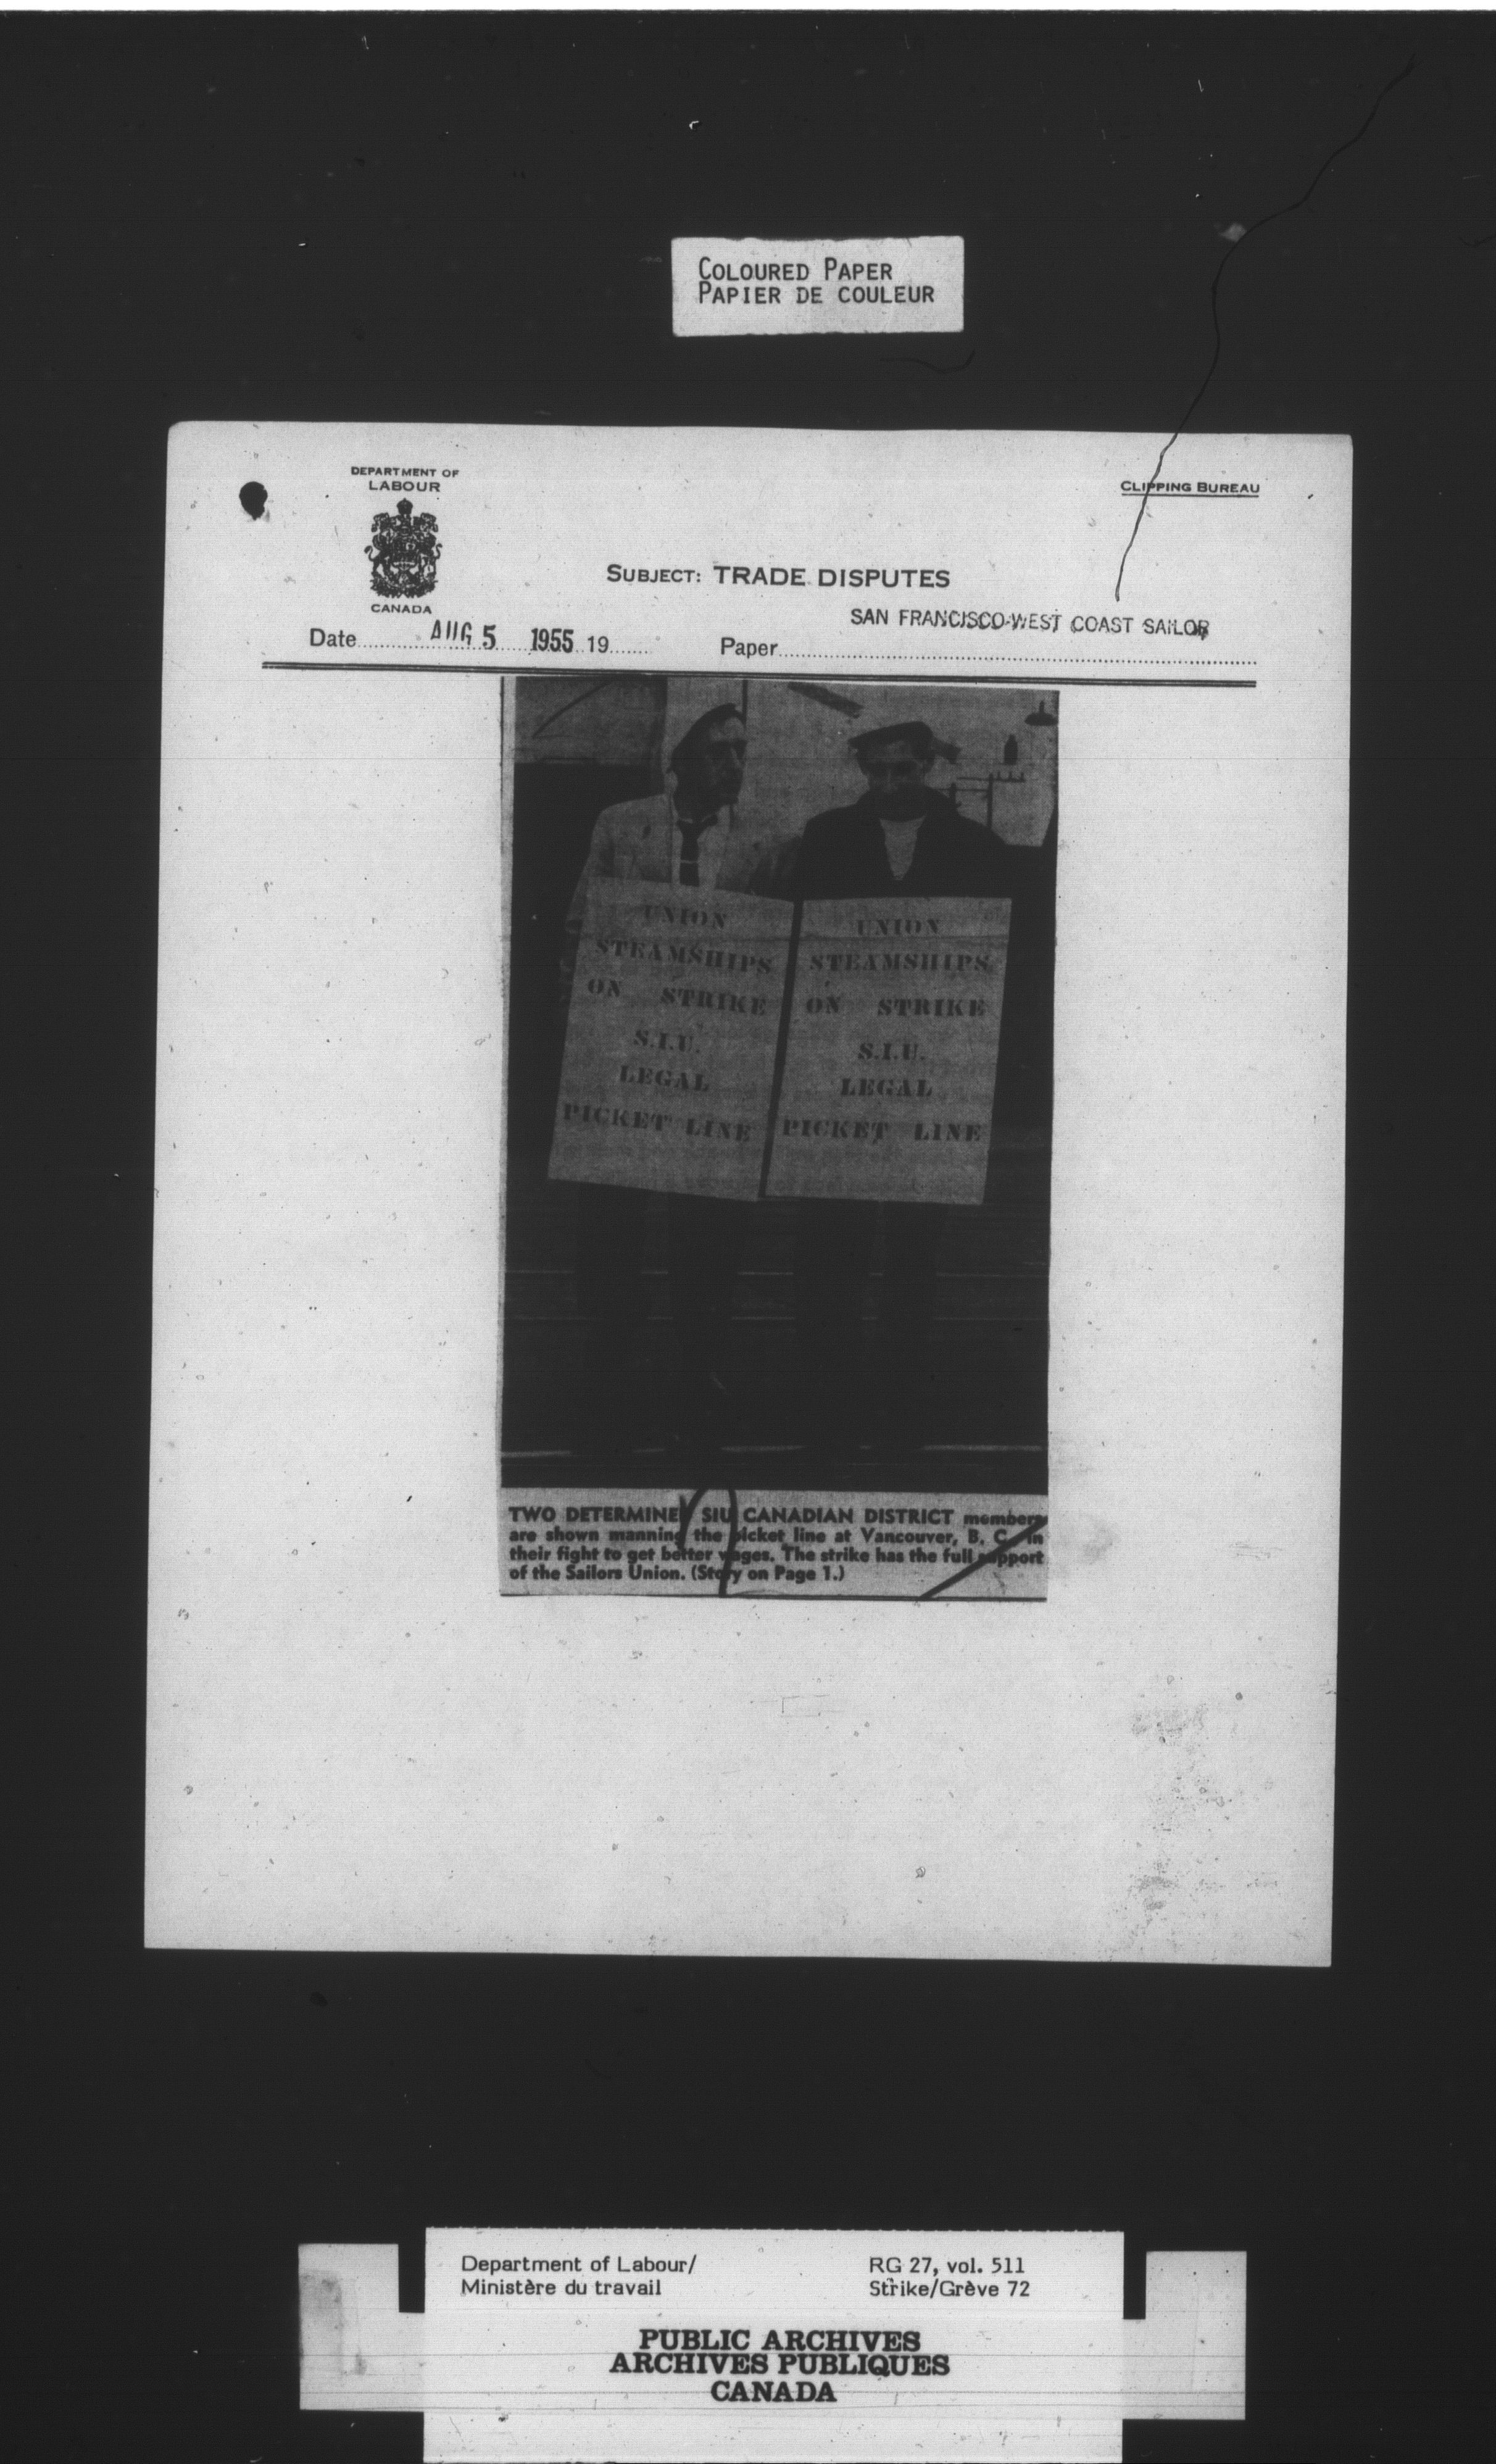 COLOURED PAPER
PAPIER DE COULEUR
DEPARTMENT OF
LABOUR
CANADA
CLIPPING BUREAU
SUBJECT: TRADE DISPUTES
SAN FRANCISCO-WEST COAST SAILOR
Date AUG 5 1955 19 Paper
UNION
STEAMSHIPS
ON STRIKE
S.I.U.
LEGAL
PICKET LINE
UNION
STEAMSHIPS
ON STRIKE
S.I.U.
LEGAL
PICKET LINE
TWO DETERMINED SIU CANADIAN DISTRICT members
are shown manning the picket line at Vancouver, B. C. in
their fight to get better wages. The strike has the full support
of the Sailors Union. (Story on Page 1.)
Department of Labour/
Ministère du travail
RG 27, vol. 511
Strike/Grève 72
PUBLIC ARCHIVES
ARCHIVES PUBLIQUES
CANADA